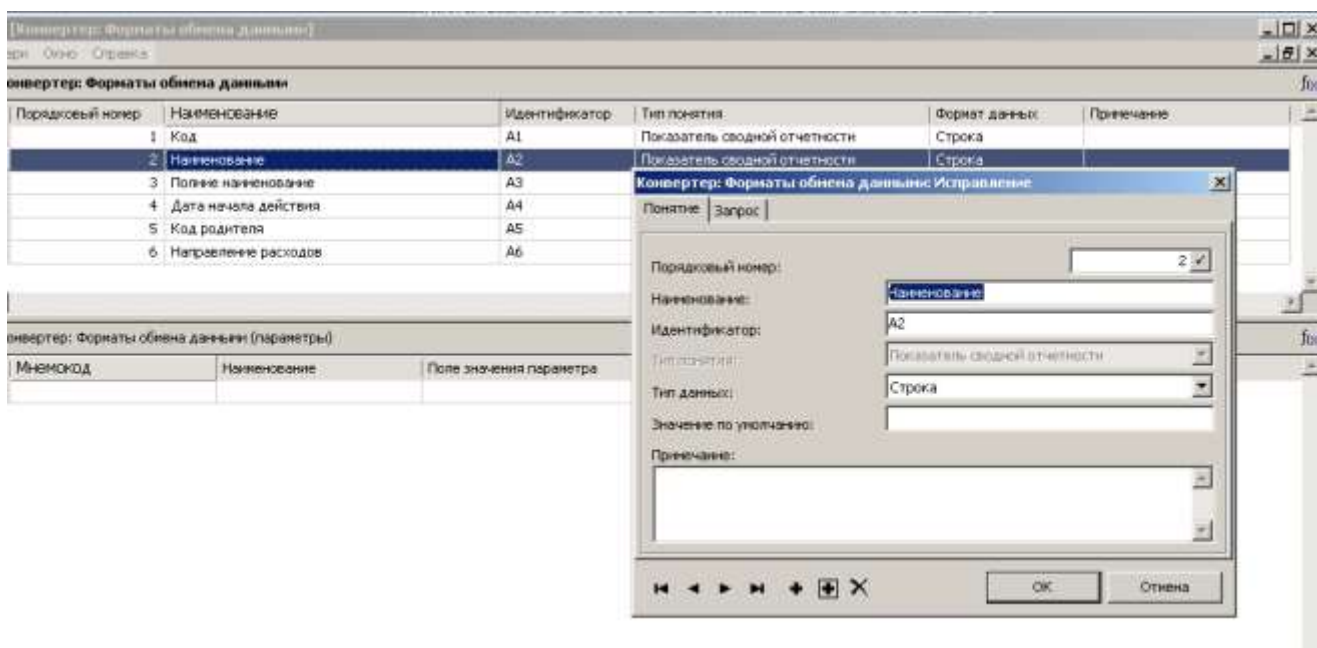 [Конвертер: Форматы обмена данными]
Окно Справка
онвертер: Форматы обмена данными
Порядковый номер Наименование Идентификатор Тип понятия Формат данных Примечание
1 Код A1 Показатель сводной отчетности Строка
2 Наименование A2 Показатель сводной отчетности Строка
3 Полные наименование A3
4 Дата начала действия A4
5 Код родителя A5
6 Направление расходов A6
Конвертер: Форматы обмена данными: Исправление
Понятие Запрос
Порядковый номер: 2
Наименование: Наименование
Идентификатор: A2
Тип понятия: Показатель сводной отчетности
Тип данных: Строка
Значение по умолчанию:
Примечание:
OK Отмена
онвертер: Форматы обмена данными (параметры)
Мнемокод Наименование Поле значения параметра